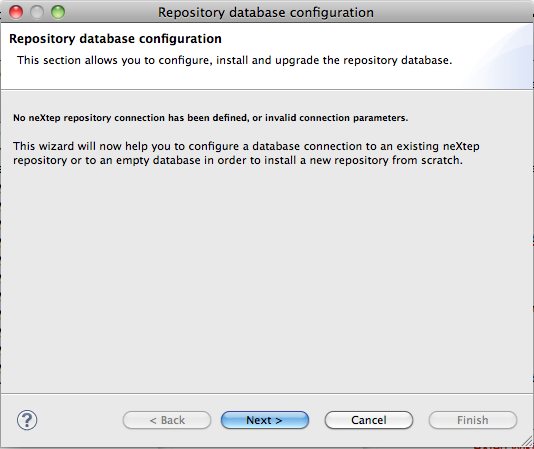 Repository database configuration
Repository database configuration
This section allows you to configure, install and upgrade the repository database.
No neXtep repository connection has been defined, or invalid connection parameters.
This wizard will now help you to configure a database connection to an existing neXtep
repository or to an empty database in order to install a new repository from scratch.
?
< Back
Next >
Cancel
Finish